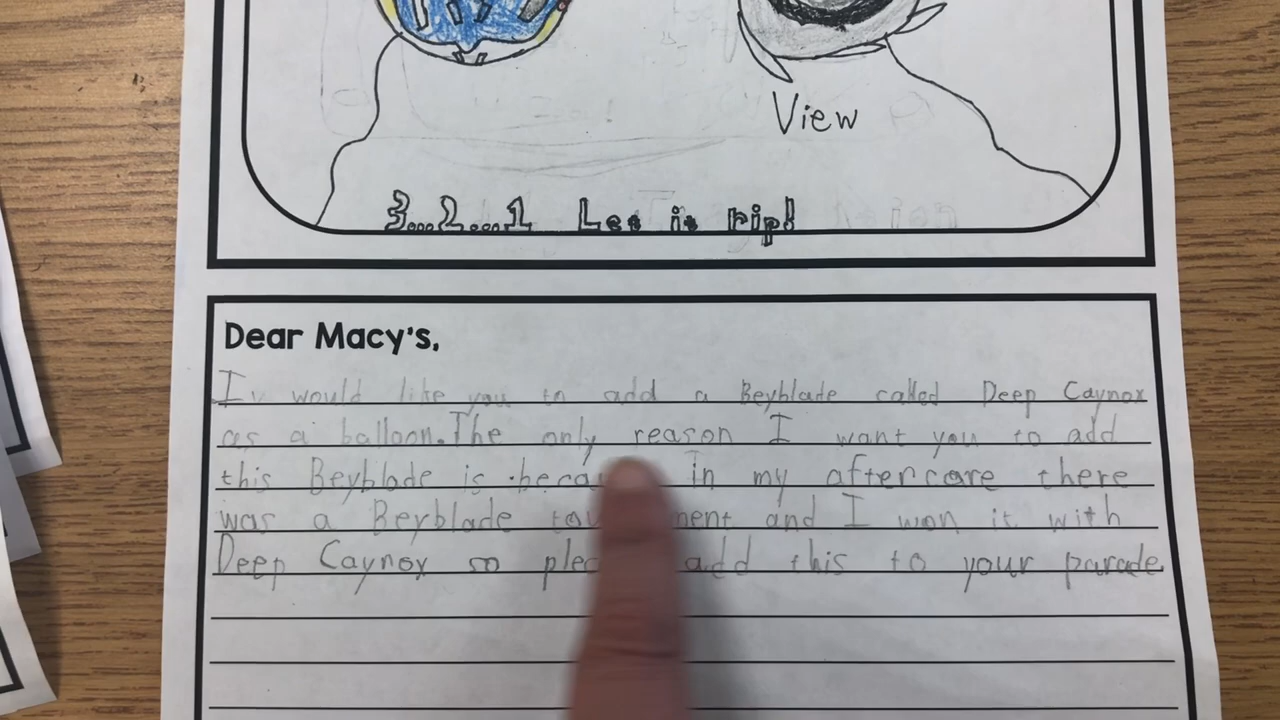 View
3...2...1 Let it rip!
Dear Macy's,
I would like you to add a Beyblade called Deep Caynox
as a balloon. The only reason I want you to add
this Beyblade is in my aftercare there
was a Beyblade and I won it with
Deep Caynox so add this to your parade